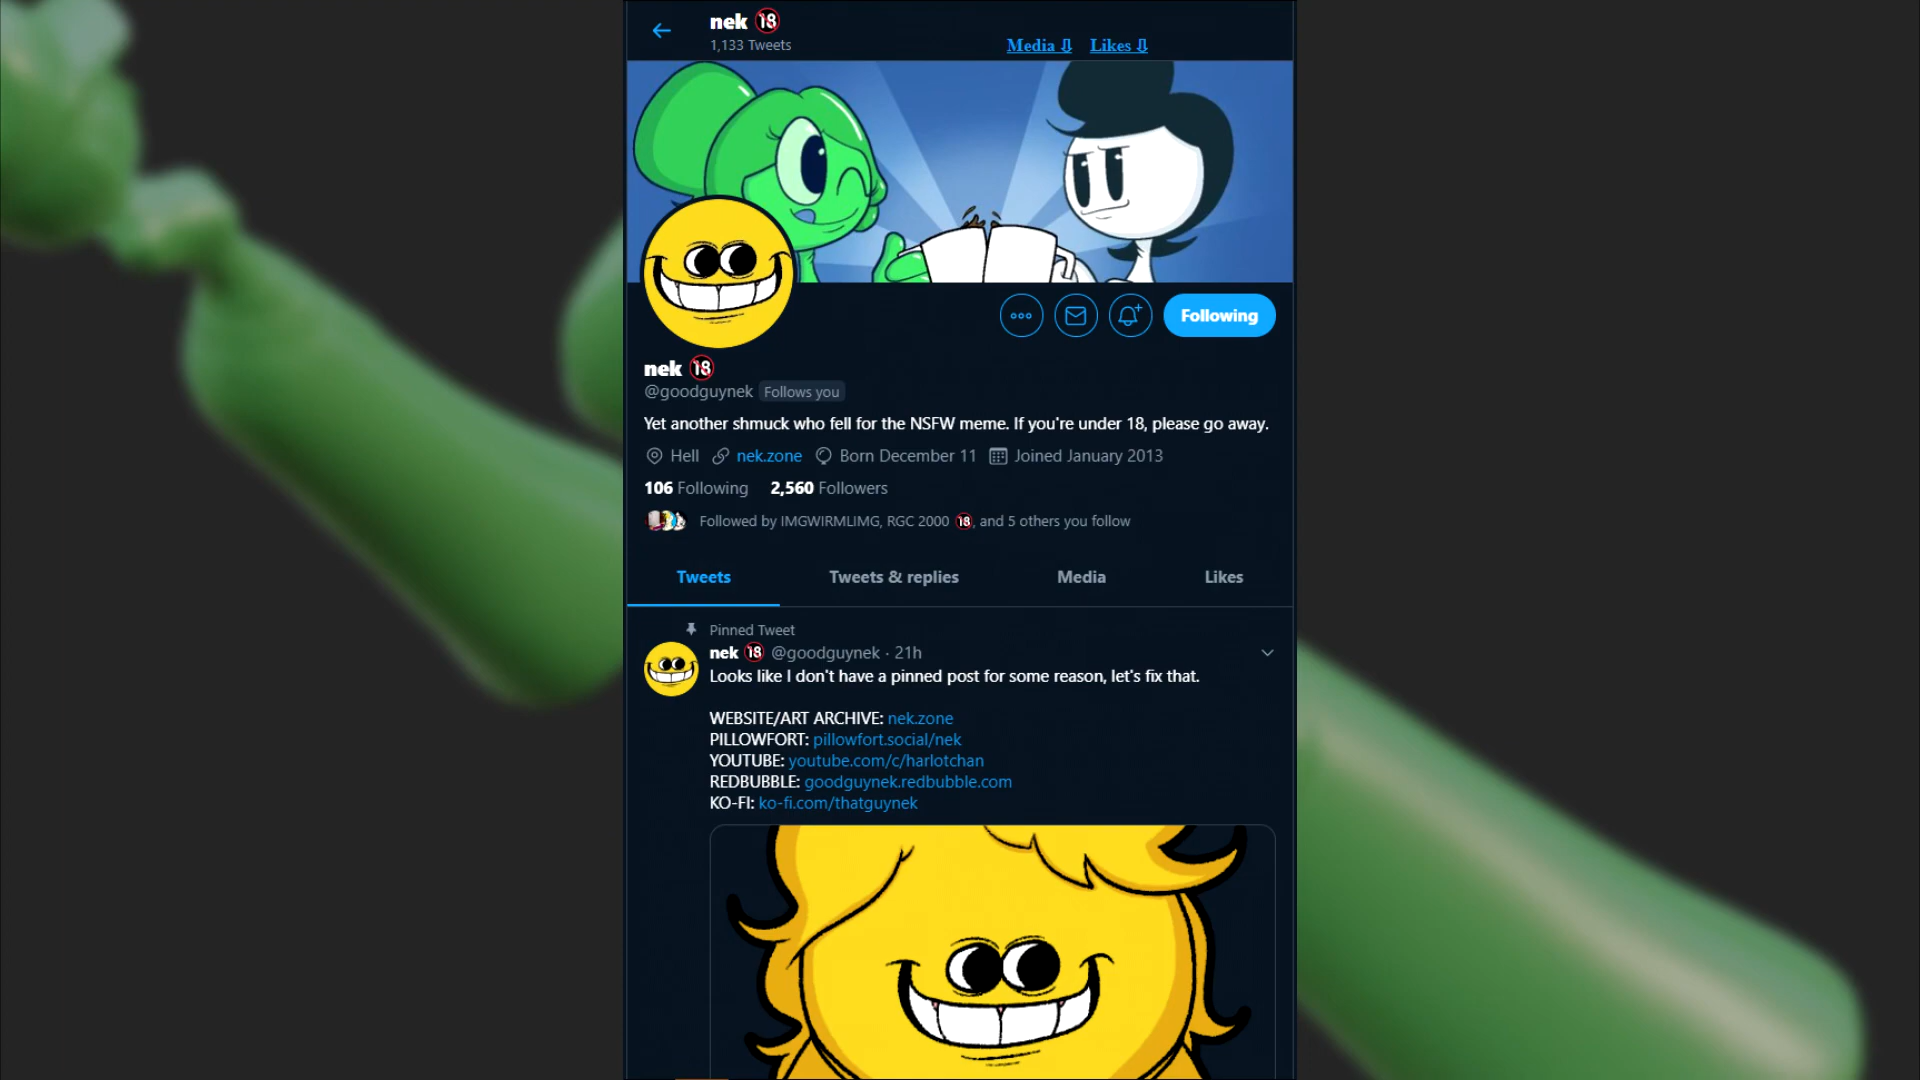 nek 🔞
1,133 Tweets
Media ⇩ Likes ⇩
Following
nek 🔞
@goodguynek Follows you
Yet another shmuck who fell for the NSFW meme. If you're under 18, please go away.
Hell nek.zone Born December 11 Joined January 2013
106 Following 2,560 Followers
Followed by IMGWIRMLIMG, RGC 2000 🔞, and 5 others you follow
Tweets Tweets & replies Media Likes
Pinned Tweet
nek 🔞 @goodguynek · 21h
Looks like I don't have a pinned post for some reason, let's fix that.
WEBSITE/ART ARCHIVE: nek.zone
PILLOWFORT: pillowfort.social/nek
YOUTUBE: youtube.com/c/harlotchan
REDBUBBLE: goodguynek.redbubble.com
KO-FI: ko-fi.com/thatguynek